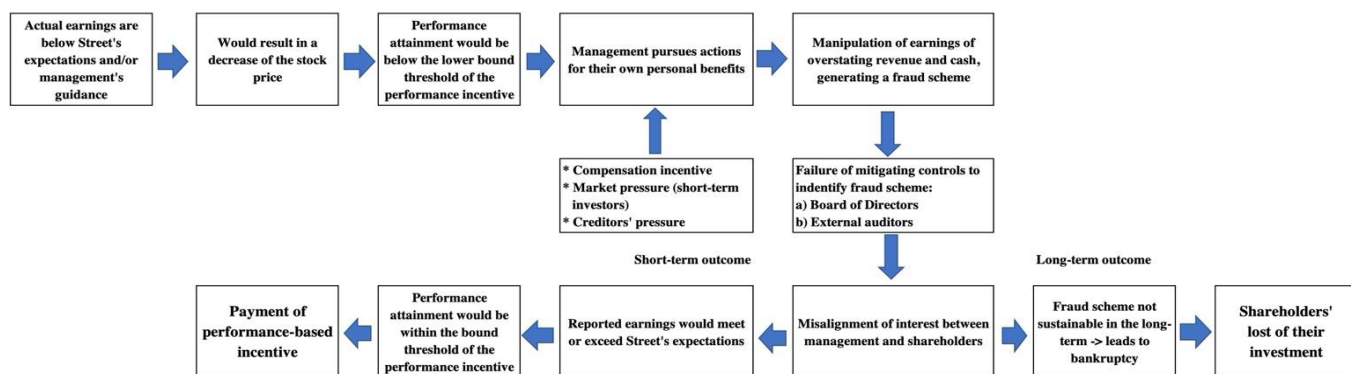 Actual earnings are
below Street's
expectations and/or
management's
guidance
Would result in a
decrease of the stock
price
Performance
attainment would be
below the lower bound
threshold of the
performance incentive
Management pursues actions
for their own personal benefits
Manipulation of earnings of
overstating revenue and cash,
generating a fraud scheme
* Compensation incentive
* Market pressure (short-term
investors)
* Creditors' pressure
Failure of mitigating controls to
indentify fraud scheme:
a) Board of Directors
b) External auditors
Short-term outcome
Long-term outcome
Payment of
performance-based
incentive
Performance
attainment would be
within the bound
threshold of the
performance incentive
Reported earnings would meet
or exceed Street's expectations
Misalignment of interest between
management and shareholders
Fraud scheme not
sustainable in the long-
term -> leads to
bankruptcy
Shareholders'
lost of their
investment